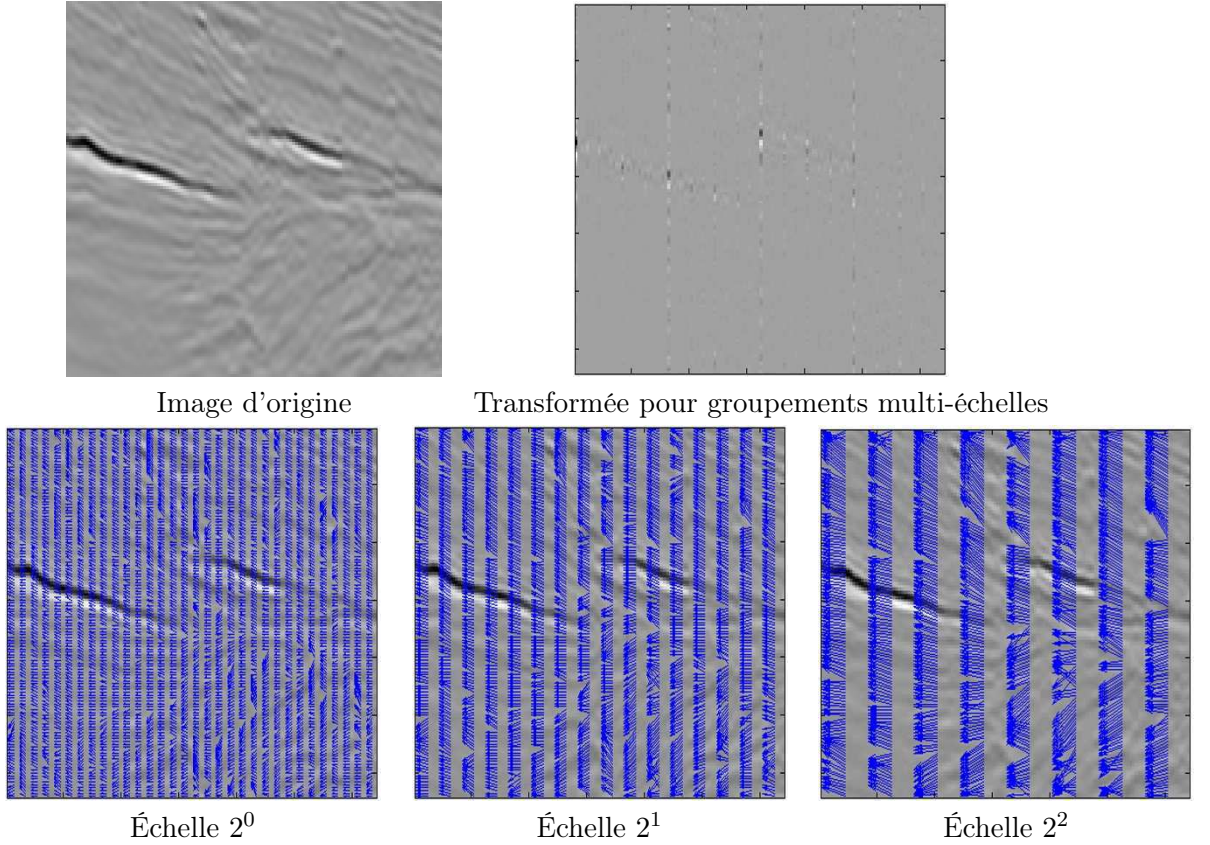 Image d'origine
Transformée pour groupements multi-échelles
Échelle 2⁰
Échelle 2¹
Échelle 2²